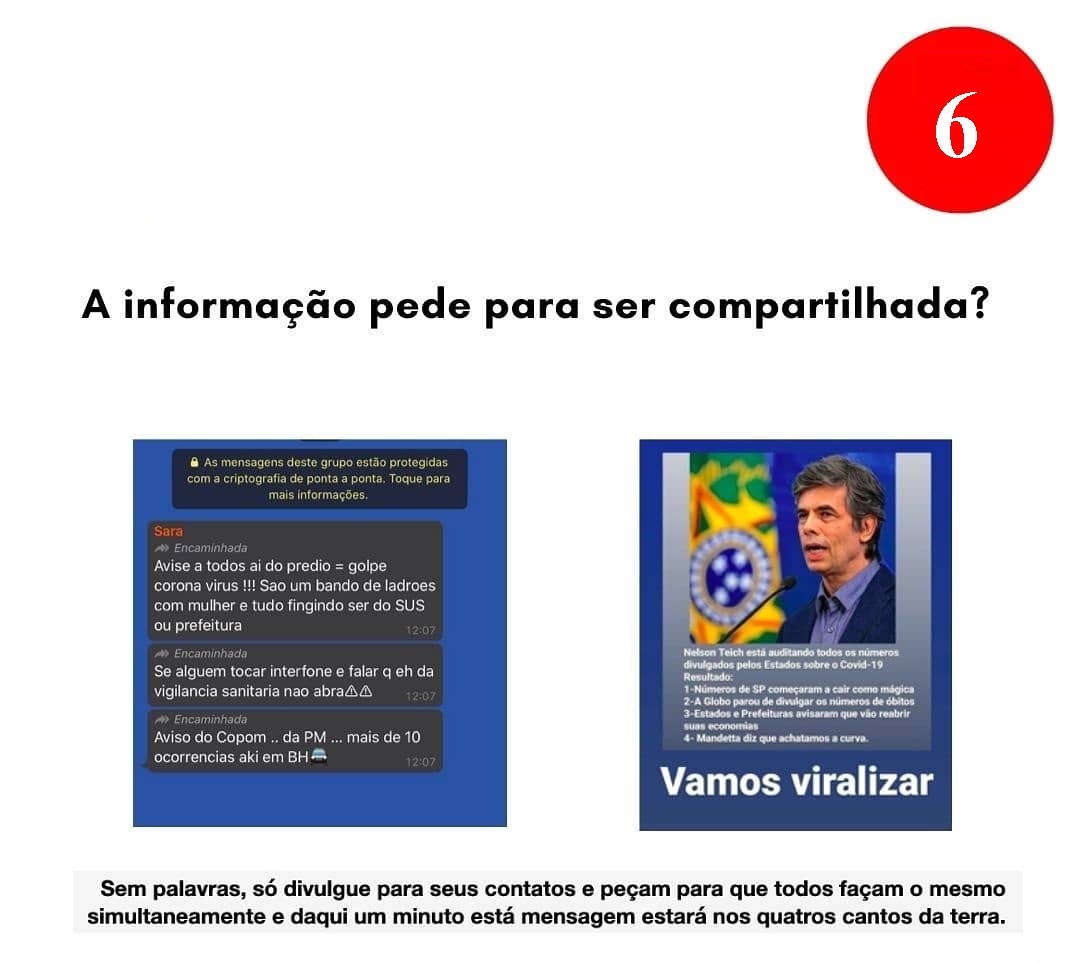 6
A informação pede para ser compartilhada?
As mensagens deste grupo estão protegidas
com a criptografia de ponta a ponta. Toque para
mais informações.
Sara
Encaminhada
Avise a todos ai do predio = golpe
corona virus !!! Sao um bando de ladroes
com mulher e tudo fingindo ser do SUS
ou prefeitura
12:07
Encaminhada
Se alguem tocar interfone e falar q eh da
vigilancia sanitaria nao abra⚠⚠
12:07
Encaminhada
Aviso do Copom .. da PM ... mais de 10
ocorrencias aki em BH🚔
12:07
Nelson Teich está auditando todos os números
divulgados pelos Estados sobre o Covid-19
Resultado:
1-Números de SP começaram a cair como mágica
2-A Globo parou de divulgar os números de óbitos
3-Estados e Prefeituras avisaram que vão reabrir
suas economias
4- Mandetta diz que achatamos a curva.
Vamos viralizar
Sem palavras, só divulgue para seus contatos e peçam para que todos façam o mesmo
simultaneamente e daqui um minuto está mensagem estará nos quatros cantos da terra.